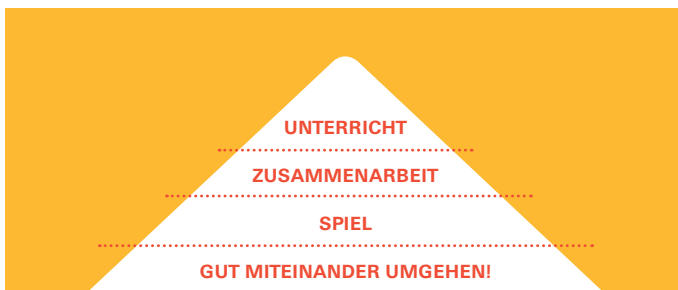 UNTERRICHT
ZUSAMMENARBEIT
SPIEL
GUT MITEINANDER UMGEHEN!